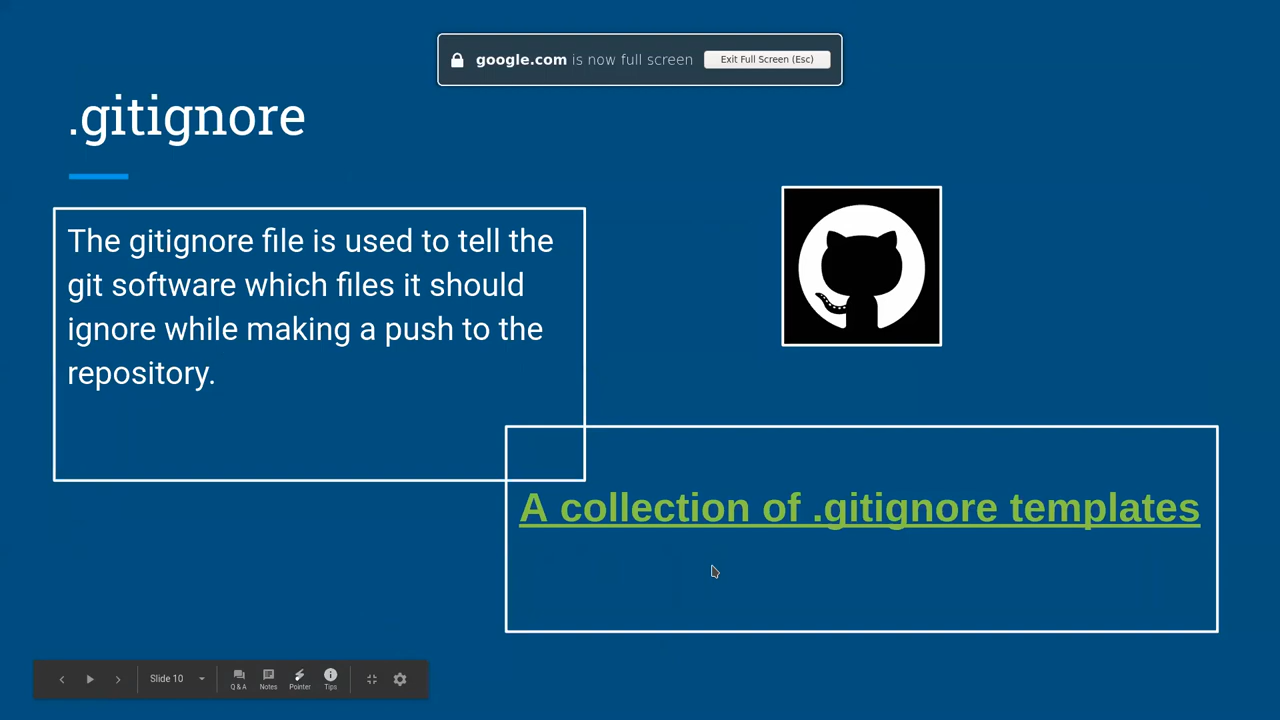 google.com is now full screen
Exit Full Screen (Esc)
.gitignore
The gitignore file is used to tell the
git software which files it should
ignore while making a push to the
repository.
A collection of .gitignore templates
Slide 10
Q & A
Notes
Pointer
Tips